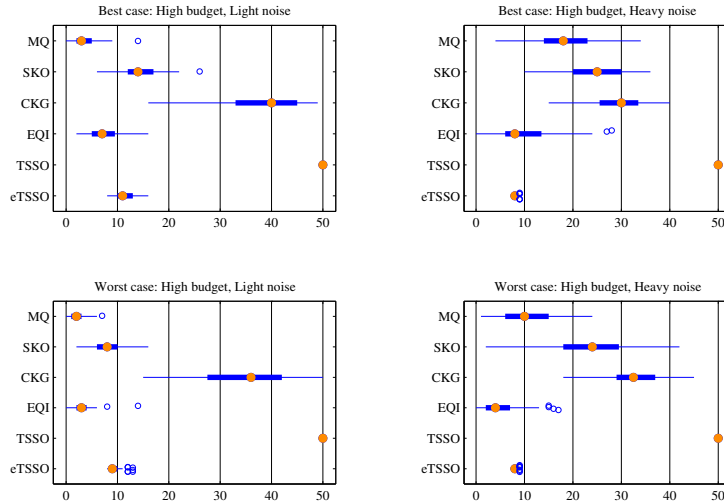 Best case: High budget, Light noise
MQ
SKO
CKG
EQI
TSSO
eTSSO
0 10 20 30 40 50
Best case: High budget, Heavy noise
MQ
SKO
CKG
EQI
TSSO
eTSSO
0 10 20 30 40 50
Worst case: High budget, Light noise
MQ
SKO
CKG
EQI
TSSO
eTSSO
0 10 20 30 40 50
Worst case: High budget, Heavy noise
MQ
SKO
CKG
EQI
TSSO
eTSSO
0 10 20 30 40 50